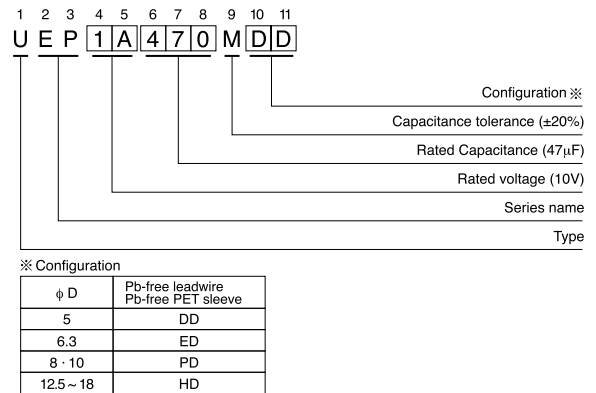 1 2 3 4 5 6 7 8 9 10 11
U E P 1 A 4 7 0 M D D
Configuration ※
Capacitance tolerance (±20%)
Rated Capacitance (47μF)
Rated voltage (10V)
Series name
Type
※ Configuration
ϕ D Pb-free leadwire
Pb-free PET sleeve
5 DD
6.3 ED
8 · 10 PD
12.5 ~ 18 HD